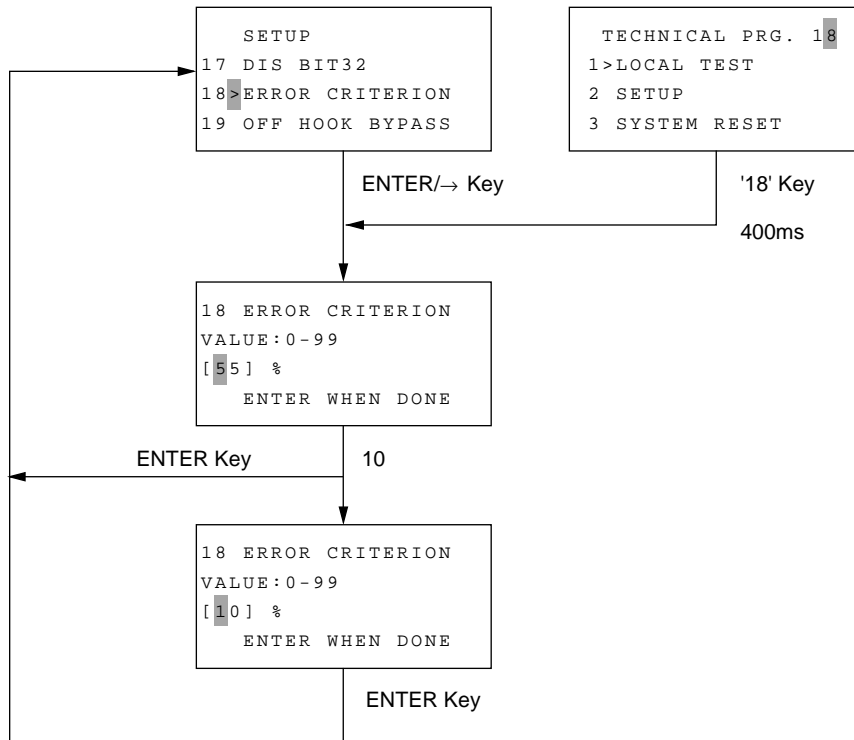 SETUP
17 DIS BIT32
18>ERROR CRITERION
19 OFF HOOK BYPASS
TECHNICAL PRG. 18
1>LOCAL TEST
2 SETUP
3 SYSTEM RESET
ENTER/→ Key
'18' Key
400ms
18 ERROR CRITERION
VALUE:0-99
[55] %
ENTER WHEN DONE
ENTER Key
10
18 ERROR CRITERION
VALUE:0-99
[10] %
ENTER WHEN DONE
ENTER Key